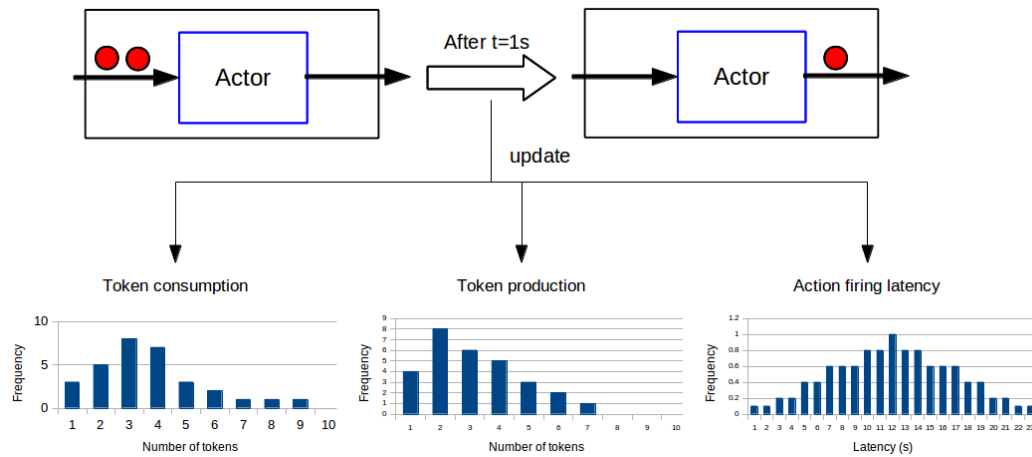 Actor
After t=1s
Actor
update
Token consumption
Token production
Action firing latency
Frequency
10
5
0
1 2 3 4 5 6 7 8 9 10
Number of tokens
Frequency
9
8
7
6
5
4
3
2
1
0
1 2 3 4 5 6 7 8 9 10
Number of tokens
Frequency
1.2
1
0.8
0.6
0.4
0.2
0
1 2 3 4 5 6 7 8 9 10 11 12 13 14 15 16 17 18 19 20 21 22 23
Latency (s)